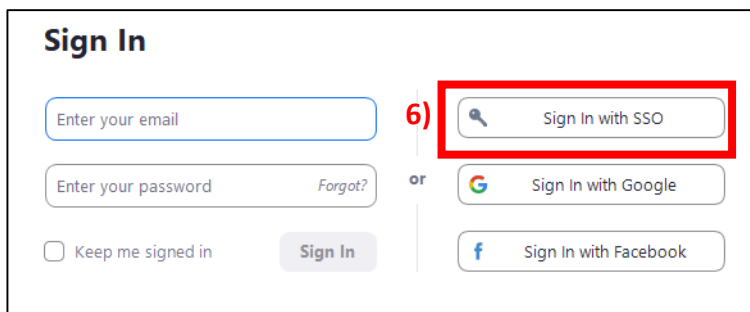 Sign In
Enter your email
6)
Sign In with SSO
Enter your password
Forgot?
or
Sign In with Google
Keep me signed in
Sign In
Sign In with Facebook